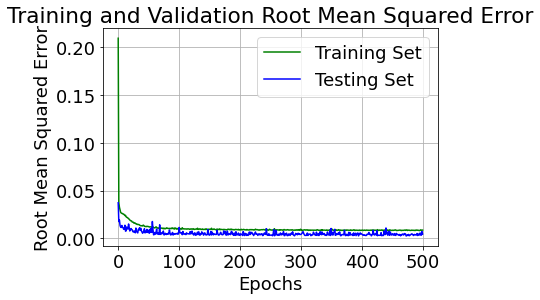 Training and Validation Root Mean Squared Error
Root Mean Squared Error
0.20
0.15
0.10
0.05
0.00
Training Set
Testing Set
0 100 200 300 400 500
Epochs